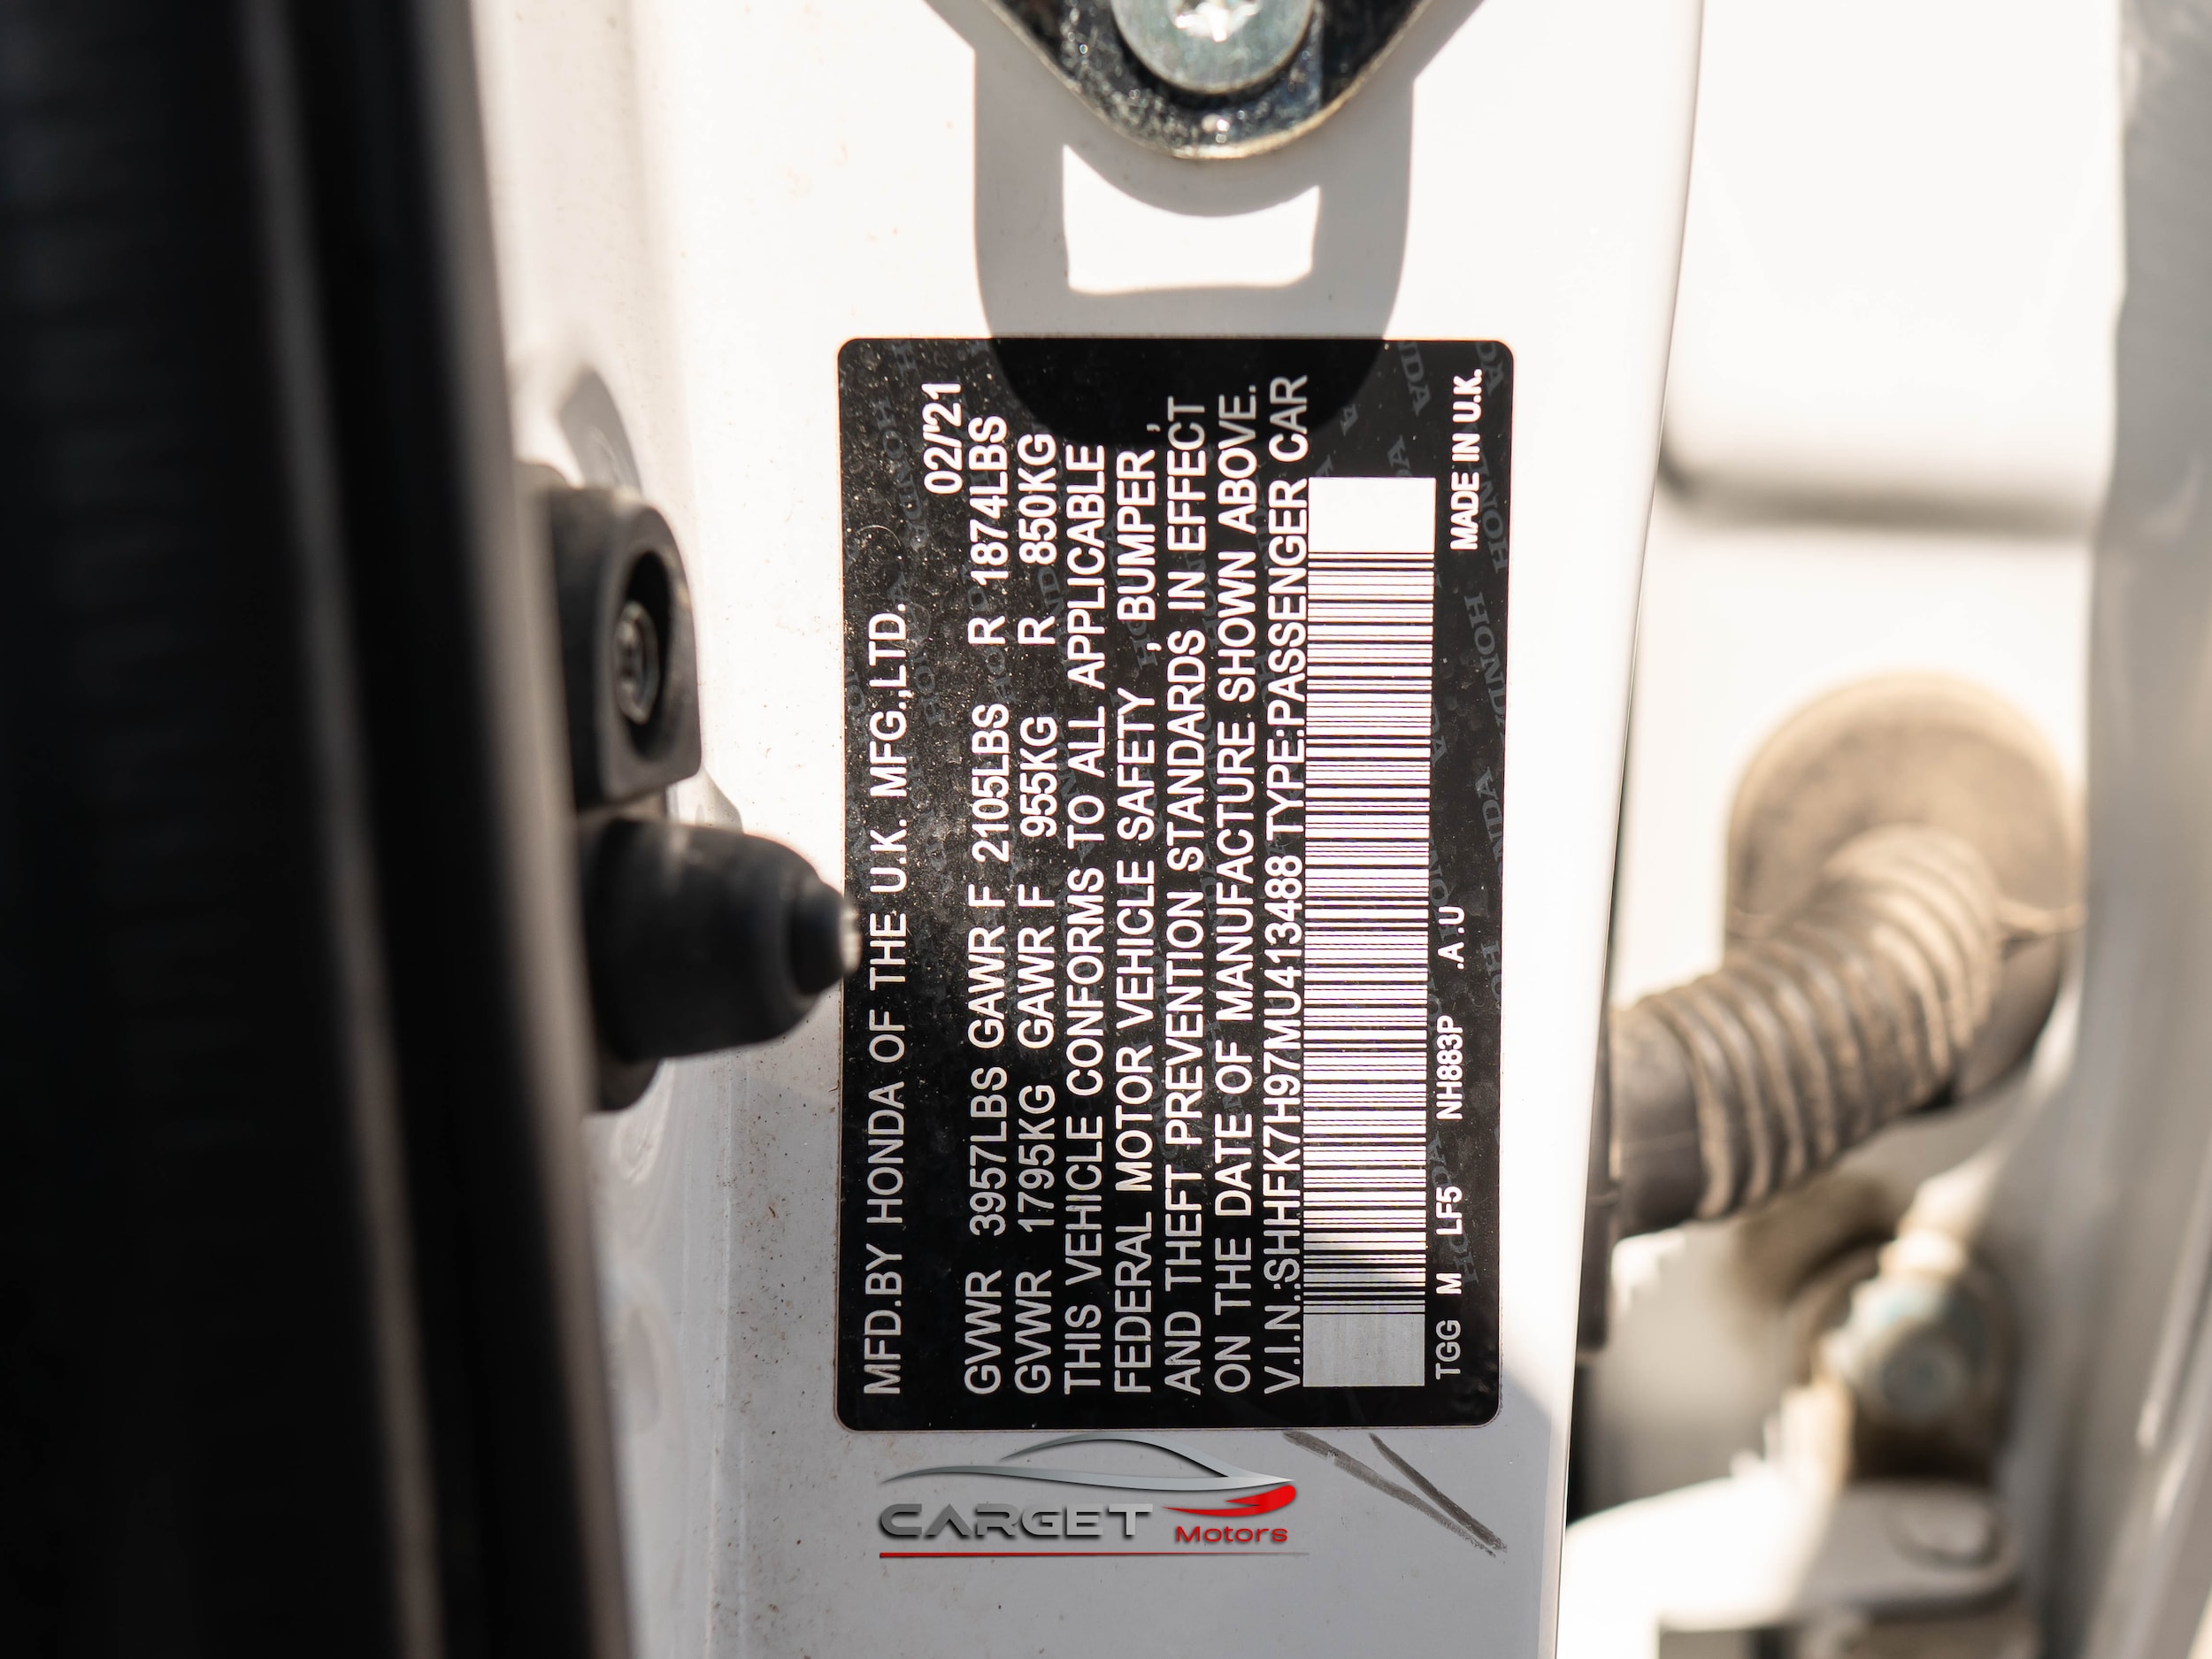 MFD.BY HONDA OF THE U.K. MFG.,LTD.
02/'21
GVWR 3957LBS GAWR F 2105LBS R 1874LBS
GVWR 1795KG GAWR F 955KG R 850KG
THIS VEHICLE CONFORMS TO ALL APPLICABLE
FEDERAL MOTOR VEHICLE SAFETY , BUMPER ,
AND THEFT PREVENTION STANDARDS IN EFFECT
ON THE DATE OF MANUFACTURE SHOWN ABOVE.
V.I.N.:SHHFK7H97MU413488 TYPE:PASSENGER CAR
TGG M LF5 NH883P .A.U MADE IN U.K.
CARGET
Motors